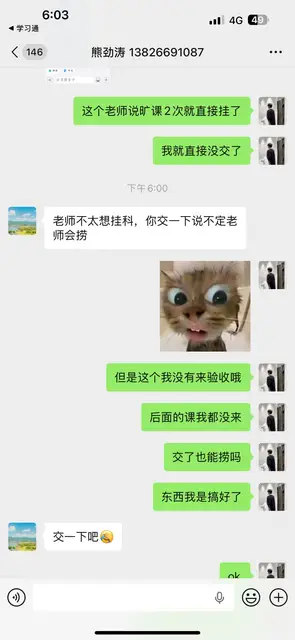 6:03
4G 49
学习通
146
熊劲涛 13826691087
这个老师说旷课2次就直接挂了
我就直接没交了
下午6:00
老师不太想挂科，你交一下说不定老
师会捞
但是这个我没有来验收哦
后面的课我都没来
交了也能捞吗
东西我是搞好了
交一下吧
ok